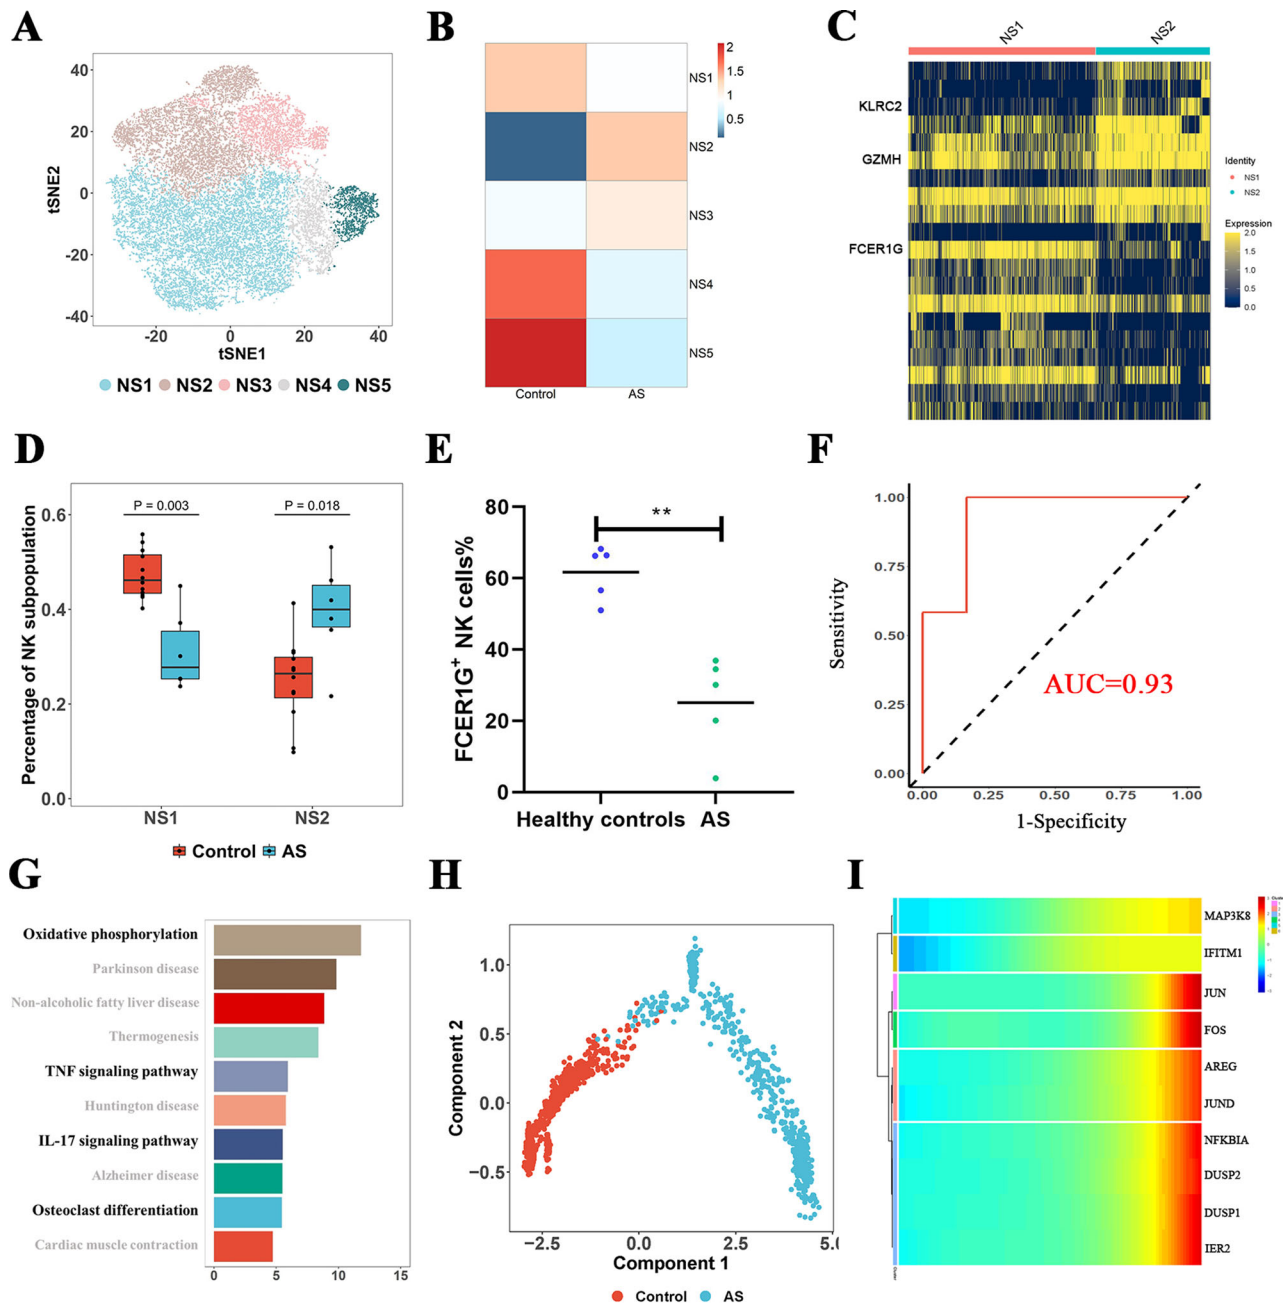 A
40
20
0
-20
-40
tSNE2
-20
0
20
40
tSNE1
NS1
NS2
NS3
NS4
NS5
B
NS1
NS2
NS3
NS4
NS5
Control
AS
2
1.5
1
0.5
C
NS1
NS2
KLRC2
GZMH
FCER1G
Identity
NS1
NS2
Expression
2.0
1.5
1.0
0.5
0.0
D
P = 0.003
P = 0.018
0.6
0.4
0.2
0.0
Percentage of NK subpopulation
NS1
NS2
Control
AS
E
**
80
60
40
20
0
FCER1G+ NK cells%
Healthy controls
AS
F
1.00
0.75
0.50
0.25
0.00
Sensitivity
AUC=0.93
0.00
0.25
0.50
0.75
1.00
1-Specificity
G
Oxidative phosphorylation
Parkinson disease
Non-alcoholic fatty liver disease
Thermogenesis
TNF signaling pathway
Huntington disease
IL-17 signaling pathway
Alzheimer disease
Osteoclast differentiation
Cardiac muscle contraction
0
5
10
15
H
1.0
0.5
0.0
−0.5
Component 2
−2.5
0.0
2.5
5.0
Component 1
Control
AS
I
MAP3K8
IFITM1
JUN
FOS
AREG
JUND
NFKBIA
DUSP2
DUSP1
IER2
Cluster